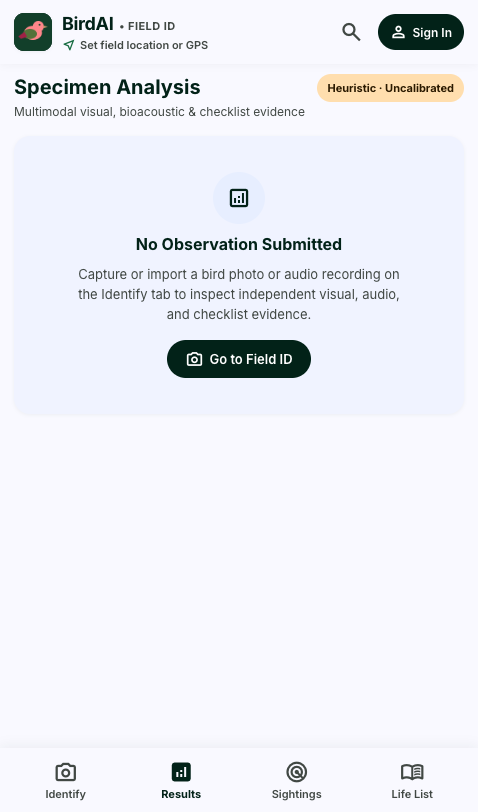 BirdAI • FIELD ID
Set field location or GPS
Sign In
Specimen Analysis
Heuristic · Uncalibrated
Multimodal visual, bioacoustic & checklist evidence
No Observation Submitted
Capture or import a bird photo or audio recording on
the Identify tab to inspect independent visual, audio,
and checklist evidence.
Go to Field ID
Identify
Results
Sightings
Life List